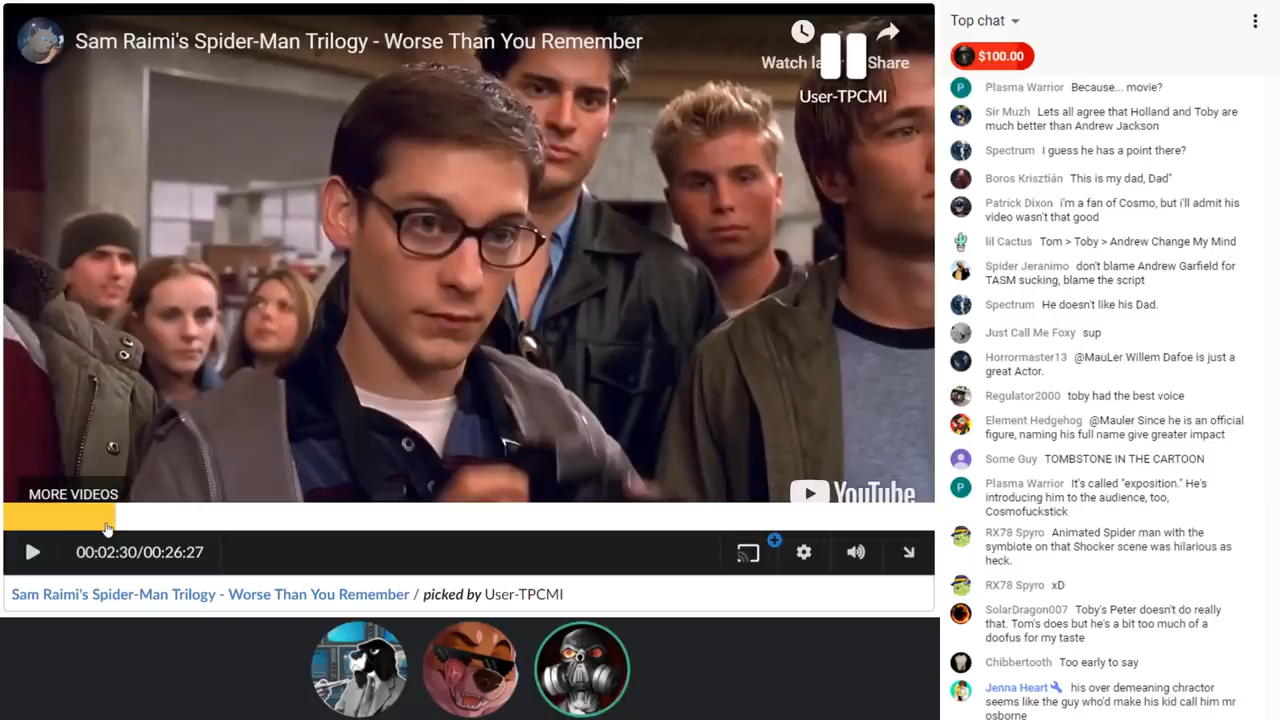 Sam Raimi's Spider-Man Trilogy - Worse Than You Remember
Watch la
Share
User-TPCMI
MORE VIDEOS
YouTube
00:02:30/00:26:27
Sam Raimi's Spider-Man Trilogy - Worse Than You Remember / picked by User-TPCMI
Top chat
$100.00
P
Plasma Warrior Because... movie?
Sir Muzh Lets all agree that Holland and Toby are
much better than Andrew Jackson
Spectrum I guess he has a point there?
Boros Krisztián This is my dad, Dad"
Patrick Dixon i'm a fan of Cosmo, but i'll admit his
video wasn't that good
lil Cactus Tom > Toby > Andrew Change My Mind
Spider Jeranimo don't blame Andrew Garfield for
TASM sucking, blame the script
Spectrum He doesn't like his Dad.
Just Call Me Foxy sup
Horrormaster13 @MauLer Willem Dafoe is just a
great Actor.
Regulator2000 toby had the best voice
Element Hedgehog @Mauler Since he is an official
figure, naming his full name give greater impact
Some Guy TOMBSTONE IN THE CARTOON
P
Plasma Warrior It's called "exposition." He's
introducing him to the audience, too,
Cosmofuckstick
RX78 Spyro Animated Spider man with the
symbiote on that Shocker scene was hilarious as
heck.
RX78 Spyro xD
SolarDragon007 Toby's Peter doesn't do really
that. Tom's does but he's a bit too much of a
doofus for my taste
Chibbertooth Too early to say
Jenna Heart his over demeaning chractor
seems like the guy who'd make his kid call him mr
osborne